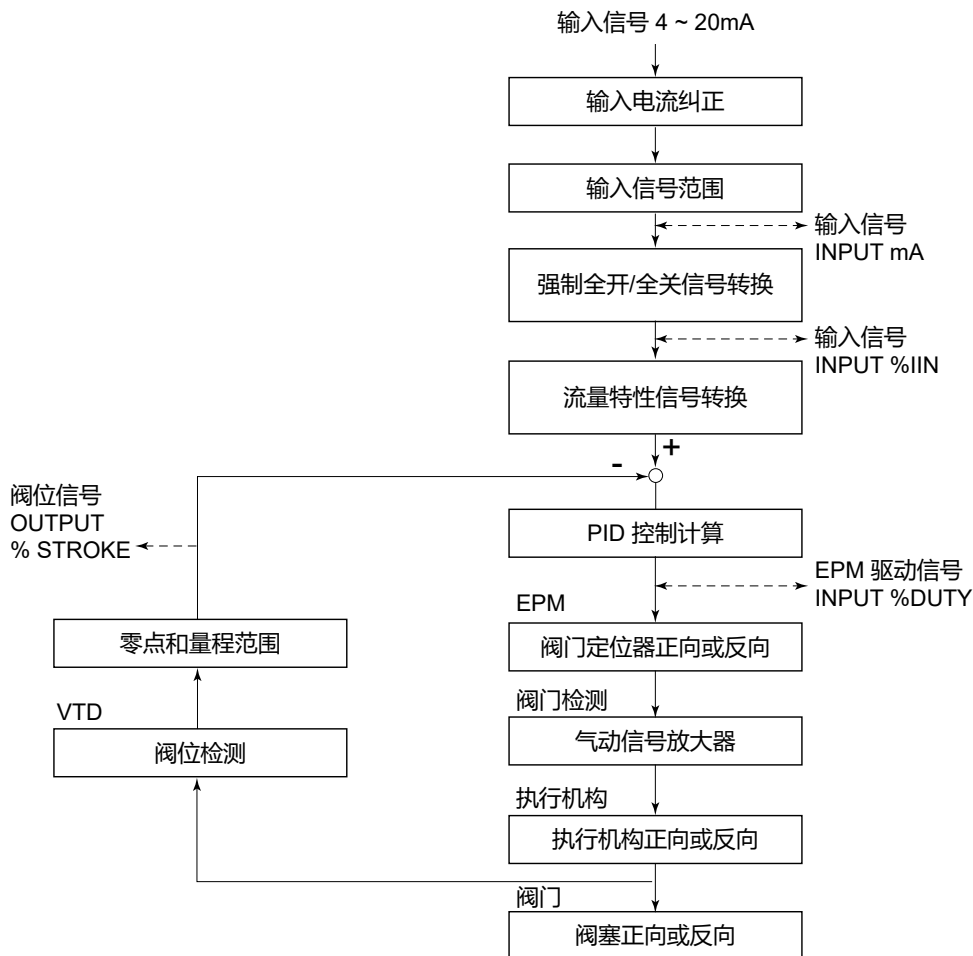 输入信号 4 ~ 20mA
输入电流纠正
输入信号范围
输入信号
INPUT mA
强制全开/全关信号转换
输入信号
INPUT %IIN
流量特性信号转换
+
-
阀位信号
OUTPUT
% STROKE
PID 控制计算
EPM 驱动信号
INPUT %DUTY
EPM
阀门定位器正向或反向
零点和量程范围
阀门检测
VTD
气动信号放大器
阀位检测
执行机构
执行机构正向或反向
阀门
阀塞正向或反向